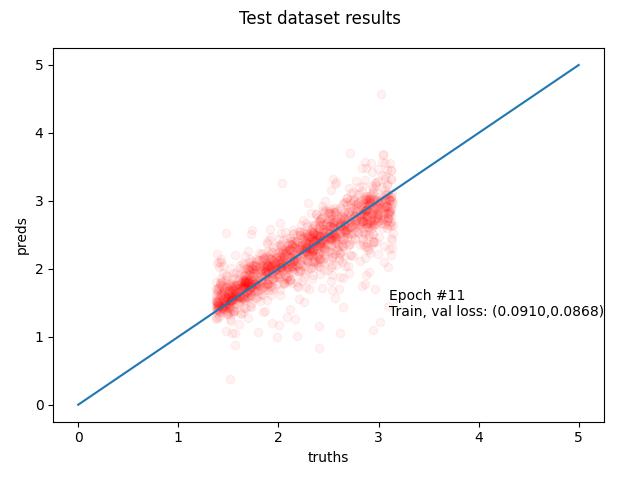 Test dataset results
5
4
3
2
1
0
preds
Epoch #11
Train, val loss: (0.0910,0.0868)
0 1 2 3 4 5
truths